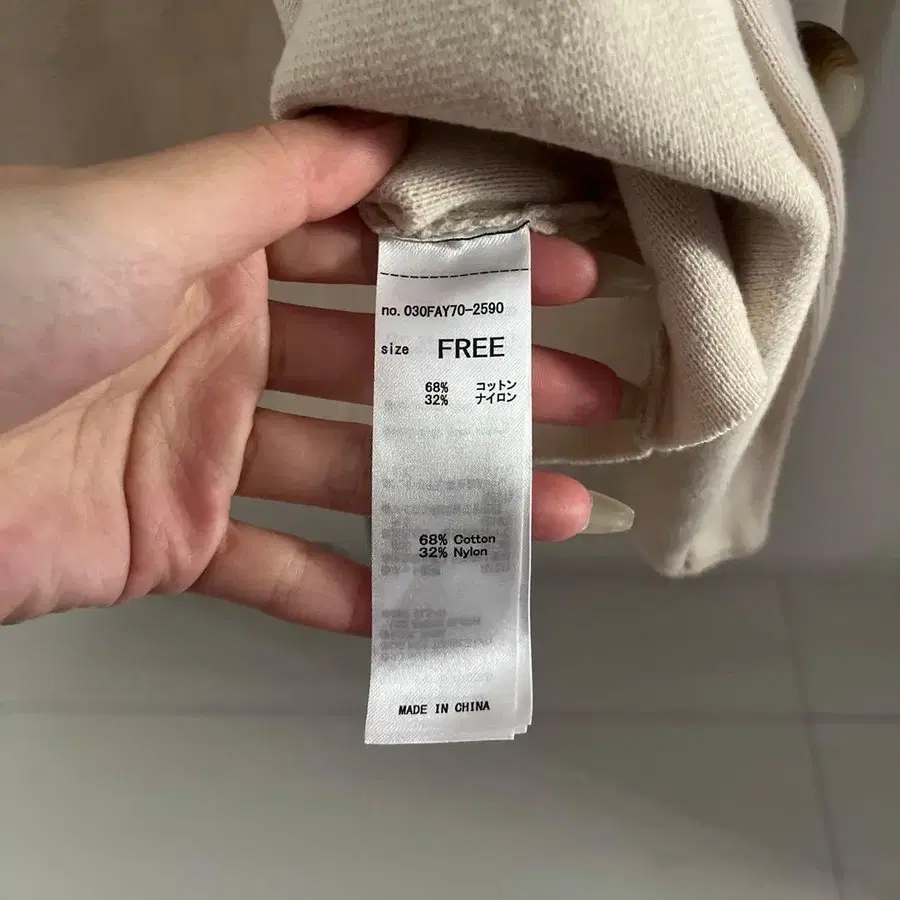 no. 030FAY70-2590
size FREE
68% コットン
32% ナイロン
68% Cotton
32% Nylon
MADE IN CHINA